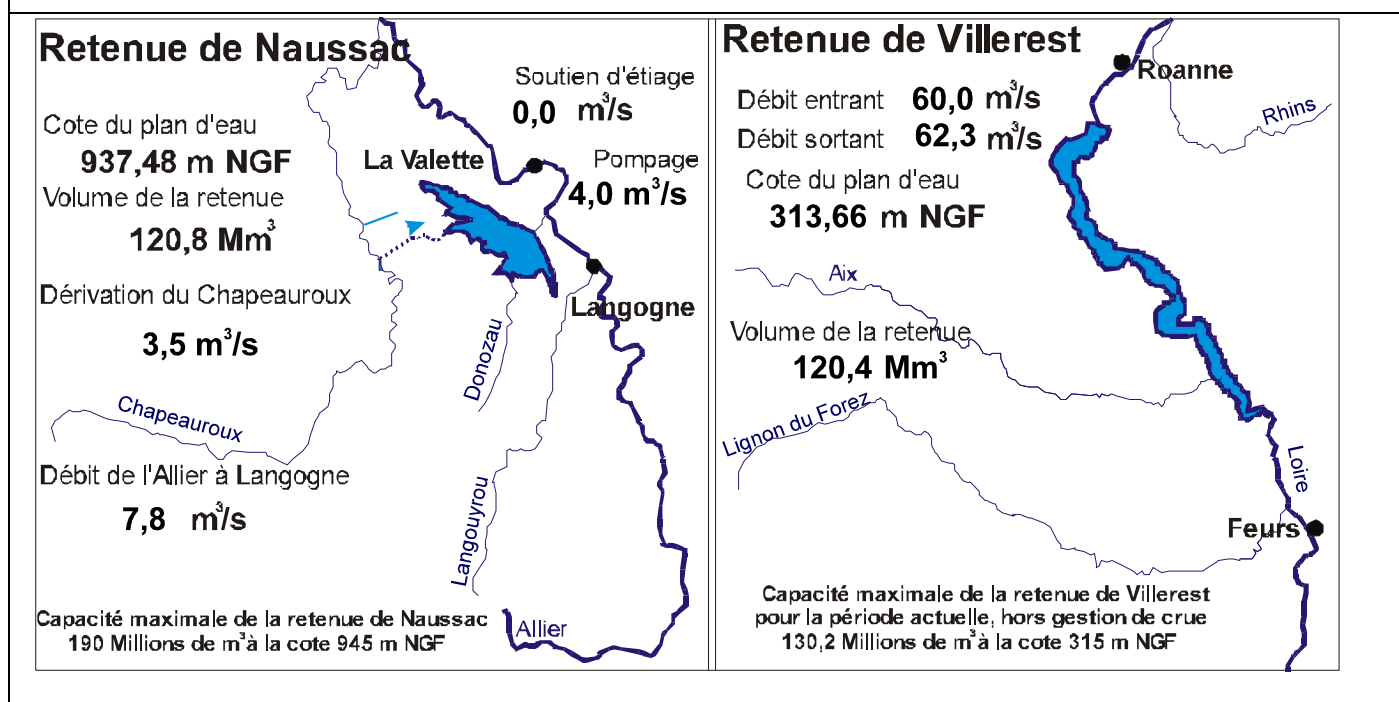 Retenue de Naussac
Soutien d'étiage
0,0 m³/s
Cote du plan d'eau
937,48 m NGF
La Valette
Pompage
4,0 m³/s
Volume de la retenue
120,8 Mm³
Dérivation du Chapeauroux
3,5 m³/s
Langogne
Donozau
Chapeauroux
Débit de l'Allier à Langogne
7,8 m³/s
Langouyrou
Capacité maximale de la retenue de Naussac
190 Millions de m³ à la cote 945 m NGF
Allier
Retenue de Villerest
Roanne
Débit entrant 60,0 m³/s
Débit sortant 62,3 m³/s
Rhins
Cote du plan d'eau
313,66 m NGF
Aix
Volume de la retenue
120,4 Mm³
Lignon du Forez
Loire
Feurs
Capacité maximale de la retenue de Villerest
pour la période actuelle, hors gestion de crue
130,2 Millions de m³ à la cote 315 m NGF